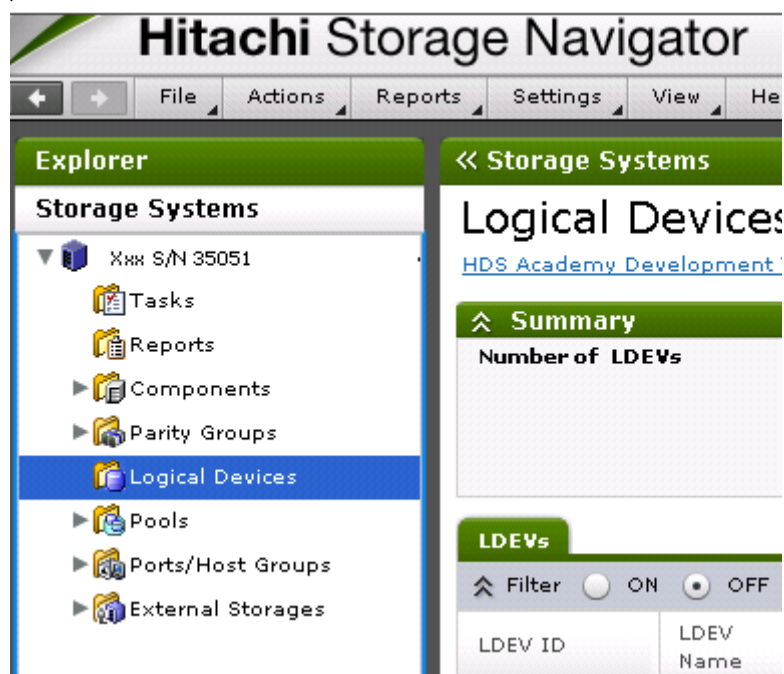 Hitachi Storage Navigator
File Actions Reports Settings View He
Explorer
Storage Systems
Xxx S/N 35051
Tasks
Reports
Components
Parity Groups
Logical Devices
Pools
Ports/Host Groups
External Storages
« Storage Systems
Logical Devices
HDS Academy Development
Summary
Number of LDEVs
LDEVs
Filter ON OFF
LDEV ID
LDEV
Name